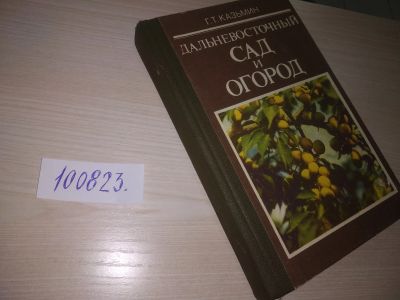 Г.Т. КАЗЬМИН
ДАЛЬНЕВОСТОЧНЫЙ
САД
И
ОГОРОД
100823.